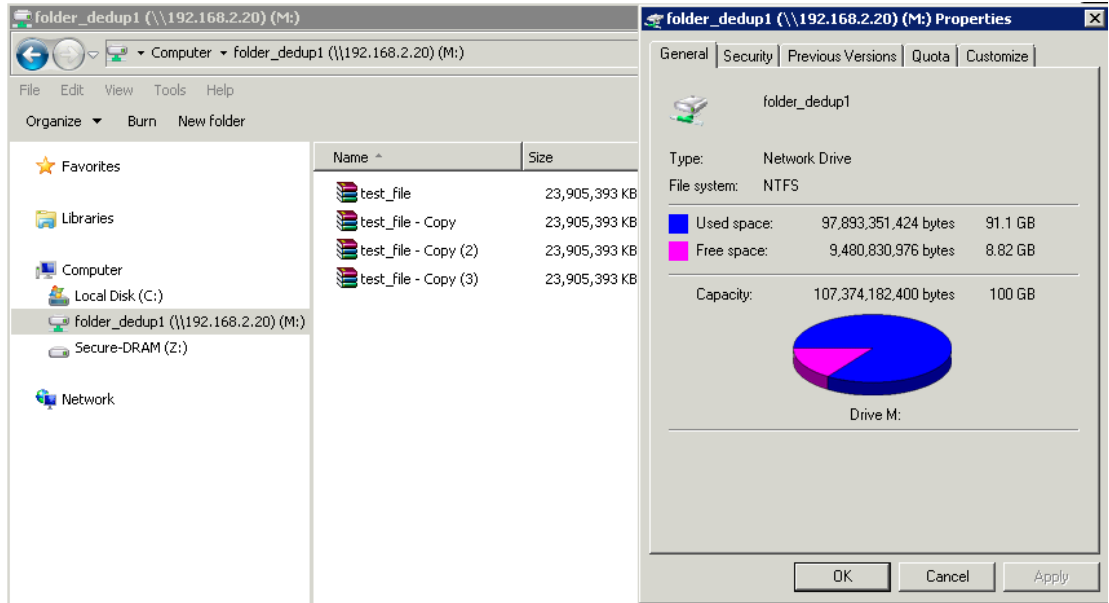 folder_dedup1 (\\192.168.2.20) (M:)
Computer folder_dedup1 (\\192.168.2.20) (M:)
File Edit View Tools Help
Organize Burn New folder
Favorites
Libraries
Computer
Local Disk (C:)
folder_dedup1 (\\192.168.2.20) (M:)
Secure-DRAM (Z:)
Network
Name Size
test_file 23,905,393 KB
test_file - Copy 23,905,393 KB
test_file - Copy (2) 23,905,393 KB
test_file - Copy (3) 23,905,393 KB
folder_dedup1 (\\192.168.2.20) (M:) Properties
General Security Previous Versions Quota Customize
folder_dedup1
Type: Network Drive
File system: NTFS
Used space: 97,893,351,424 bytes 91.1 GB
Free space: 9,480,830,976 bytes 8.82 GB
Capacity: 107,374,182,400 bytes 100 GB
Drive M:
OK Cancel Apply